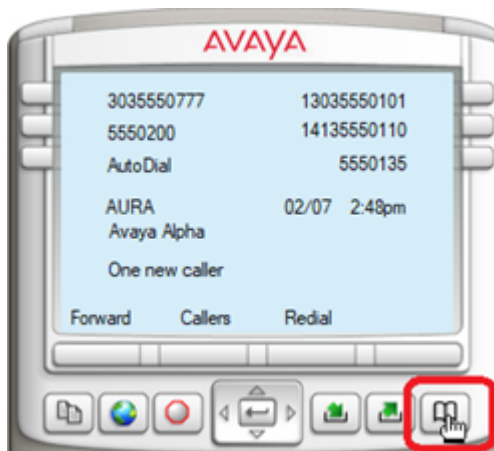 AVAYA
3035550777 13035550101
5550200 14135550110
AutoDial 5550135
AURA 02/07 2:48pm
Avaya Alpha
One new caller
Forward Callers Redial